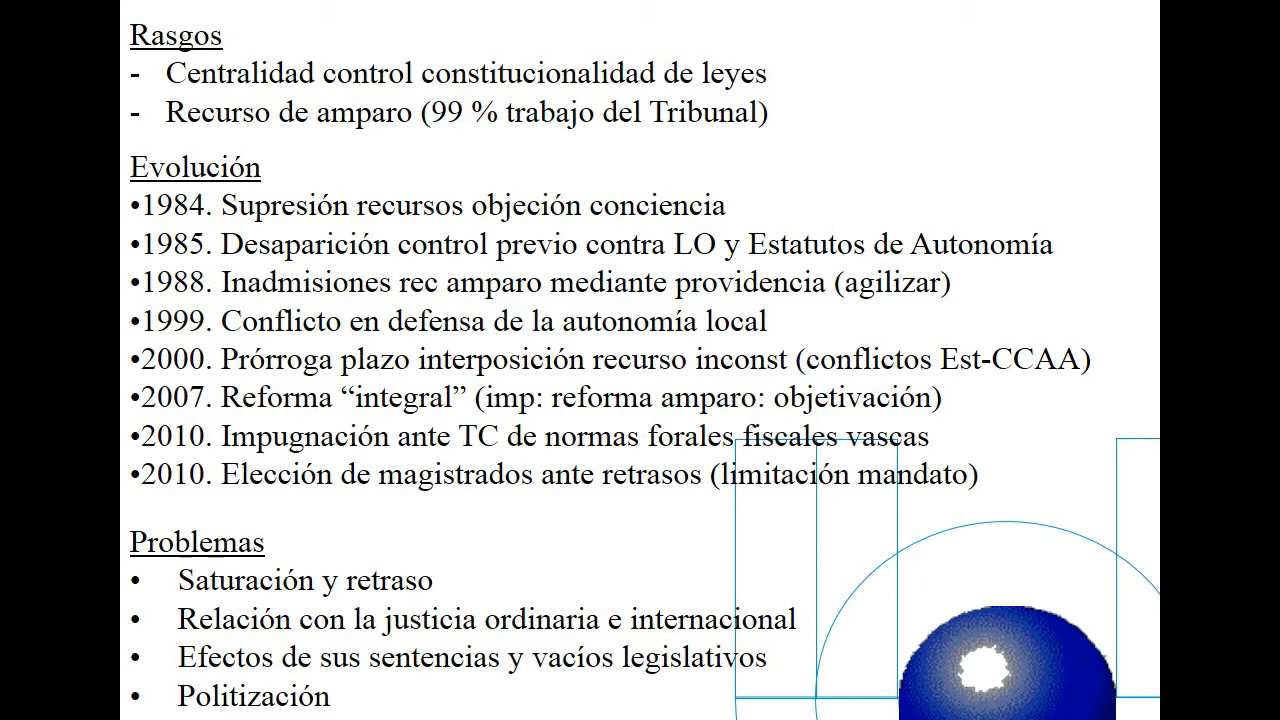 Rasgos
- Centralidad control constitucionalidad de leyes
- Recurso de amparo (99 % trabajo del Tribunal)
Evolución
•1984. Supresión recursos objeción conciencia
•1985. Desaparición control previo contra LO y Estatutos de Autonomía
•1988. Inadmisiones rec amparo mediante providencia (agilizar)
•1999. Conflicto en defensa de la autonomía local
•2000. Prórroga plazo interposición recurso inconst (conflictos Est-CCAA)
•2007. Reforma “integral” (imp: reforma amparo: objetivación)
•2010. Impugnación ante TC de normas forales fiscales vascas
•2010. Elección de magistrados ante retrasos (limitación mandato)
Problemas
• Saturación y retraso
• Relación con la justicia ordinaria e internacional
• Efectos de sus sentencias y vacíos legislativos
• Politización